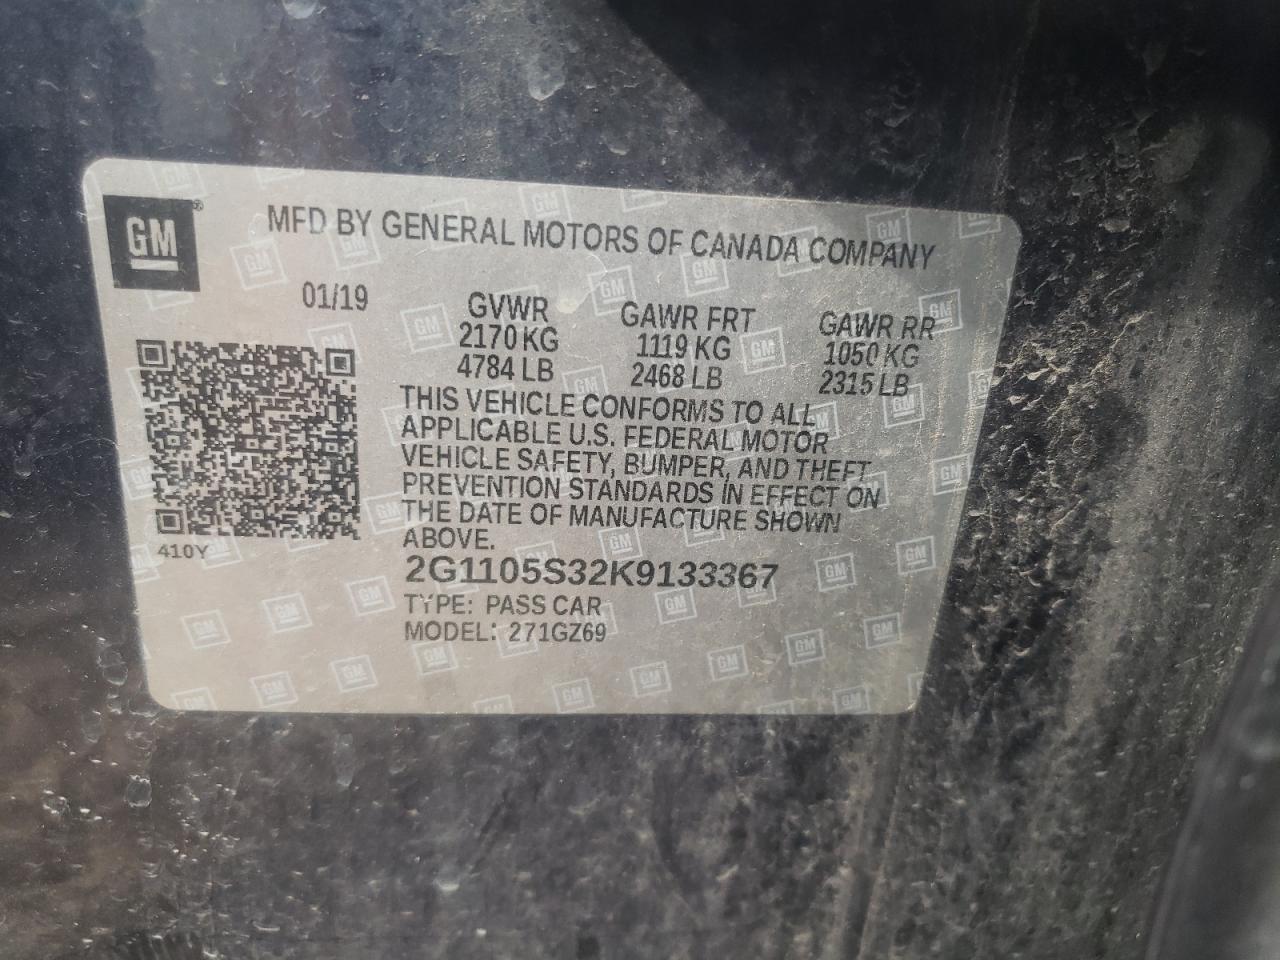 GM
MFD BY GENERAL MOTORS OF CANADA COMPANY
01/19
GVWR
2170 KG
4784 LB
GAWR FRT
1119 KG
2468 LB
GAWR RR
1050 KG
2315 LB
THIS VEHICLE CONFORMS TO ALL
APPLICABLE U.S. FEDERAL MOTOR
VEHICLE SAFETY, BUMPER, AND THEFT
PREVENTION STANDARDS IN EFFECT ON
THE DATE OF MANUFACTURE SHOWN
ABOVE.
410Y
2G1105S32K9133367
TYPE: PASS CAR
MODEL: 271GZ69